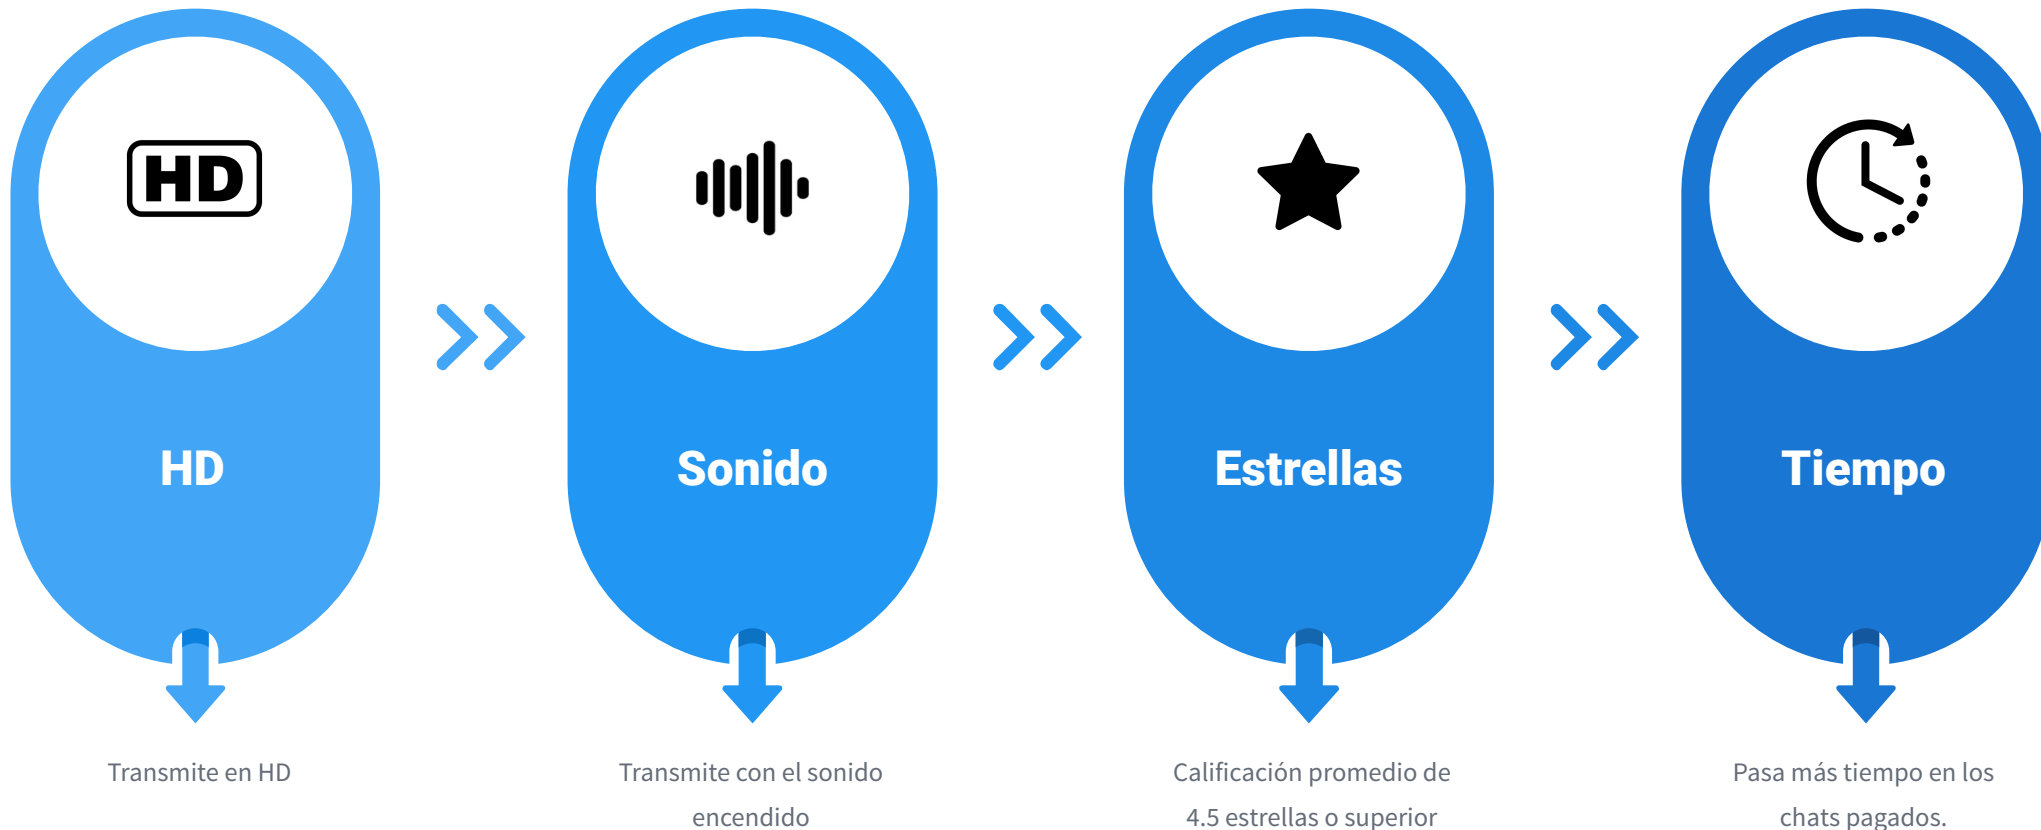 HD
HD
Transmite en HD
Sonido
Transmite con el sonido
encendido
Estrellas
Calificación promedio de
4.5 estrellas o superior
Tiempo
Pasa más tiempo en los
chats pagados.